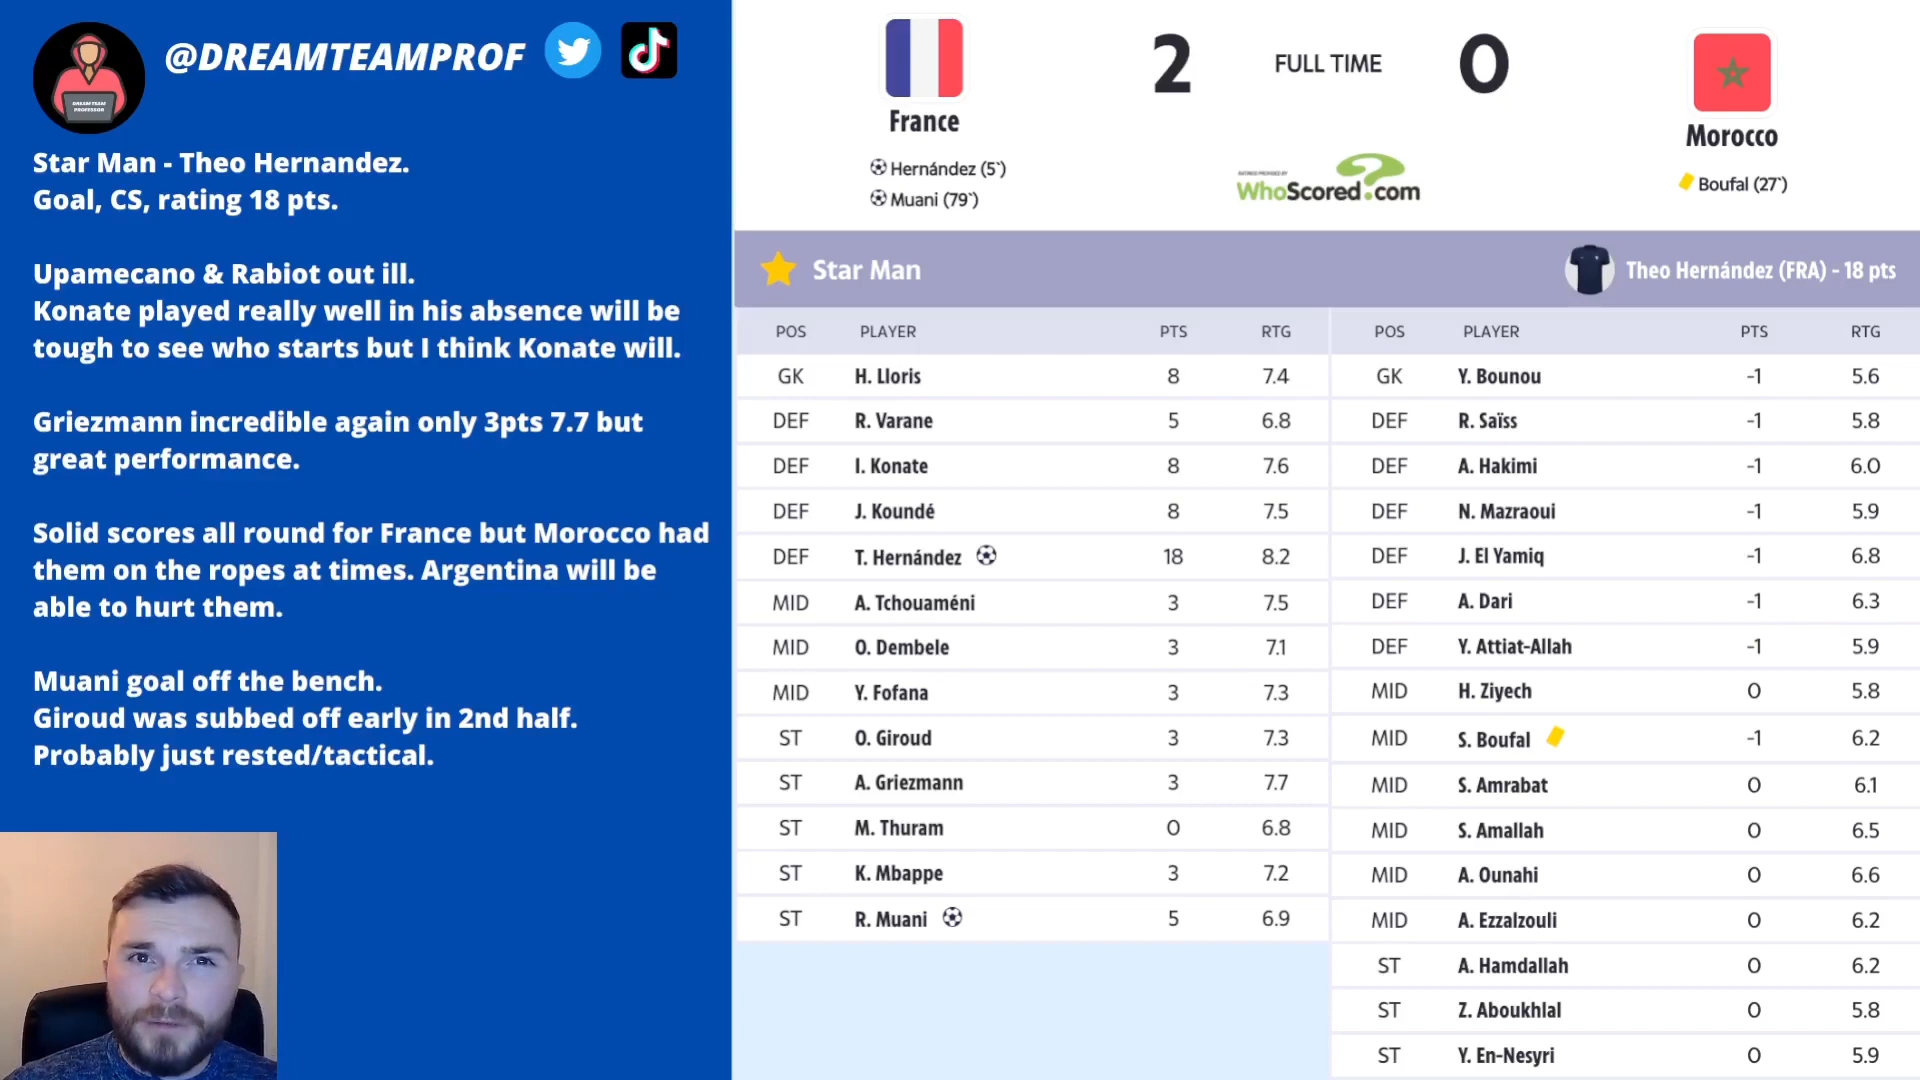 @DREAMTEAMPROF
DREAM TEAM
PROFESSOR
Star Man - Theo Hernandez.
Goal, CS, rating 18 pts.
Upamecano & Rabiot out ill.
Konate played really well in his absence will be
tough to see who starts but I think Konate will.
Griezmann incredible again only 3pts 7.7 but
great performance.
Solid scores all round for France but Morocco had
them on the ropes at times. Argentina will be
able to hurt them.
Muani goal off the bench.
Giroud was subbed off early in 2nd half.
Probably just rested/tactical.
2 FULL TIME 0
France
Morocco
Hernández (5')
Muani (79')
RATINGS PROVIDED BY
WhoScored.com
Boufal (27')
Star Man Theo Hernández (FRA) - 18 pts
POS PLAYER PTS RTG
GK H. Lloris 8 7.4
DEF R. Varane 5 6.8
DEF I. Konate 8 7.6
DEF J. Koundé 8 7.5
DEF T. Hernández 18 8.2
MID A. Tchouaméni 3 7.5
MID O. Dembele 3 7.1
MID Y. Fofana 3 7.3
ST O. Giroud 3 7.3
ST A. Griezmann 3 7.7
ST M. Thuram 0 6.8
ST K. Mbappe 3 7.2
ST R. Muani 5 6.9
POS PLAYER PTS RTG
GK Y. Bounou -1 5.6
DEF R. Saïss -1 5.8
DEF A. Hakimi -1 6.0
DEF N. Mazraoui -1 5.9
DEF J. El Yamiq -1 6.8
DEF A. Dari -1 6.3
DEF Y. Attiat-Allah -1 5.9
MID H. Ziyech 0 5.8
MID S. Boufal -1 6.2
MID S. Amrabat 0 6.1
MID S. Amallah 0 6.5
MID A. Ounahi 0 6.6
MID A. Ezzalzouli 0 6.2
ST A. Hamdallah 0 6.2
ST Z. Aboukhlal 0 5.8
ST Y. En-Nesyri 0 5.9